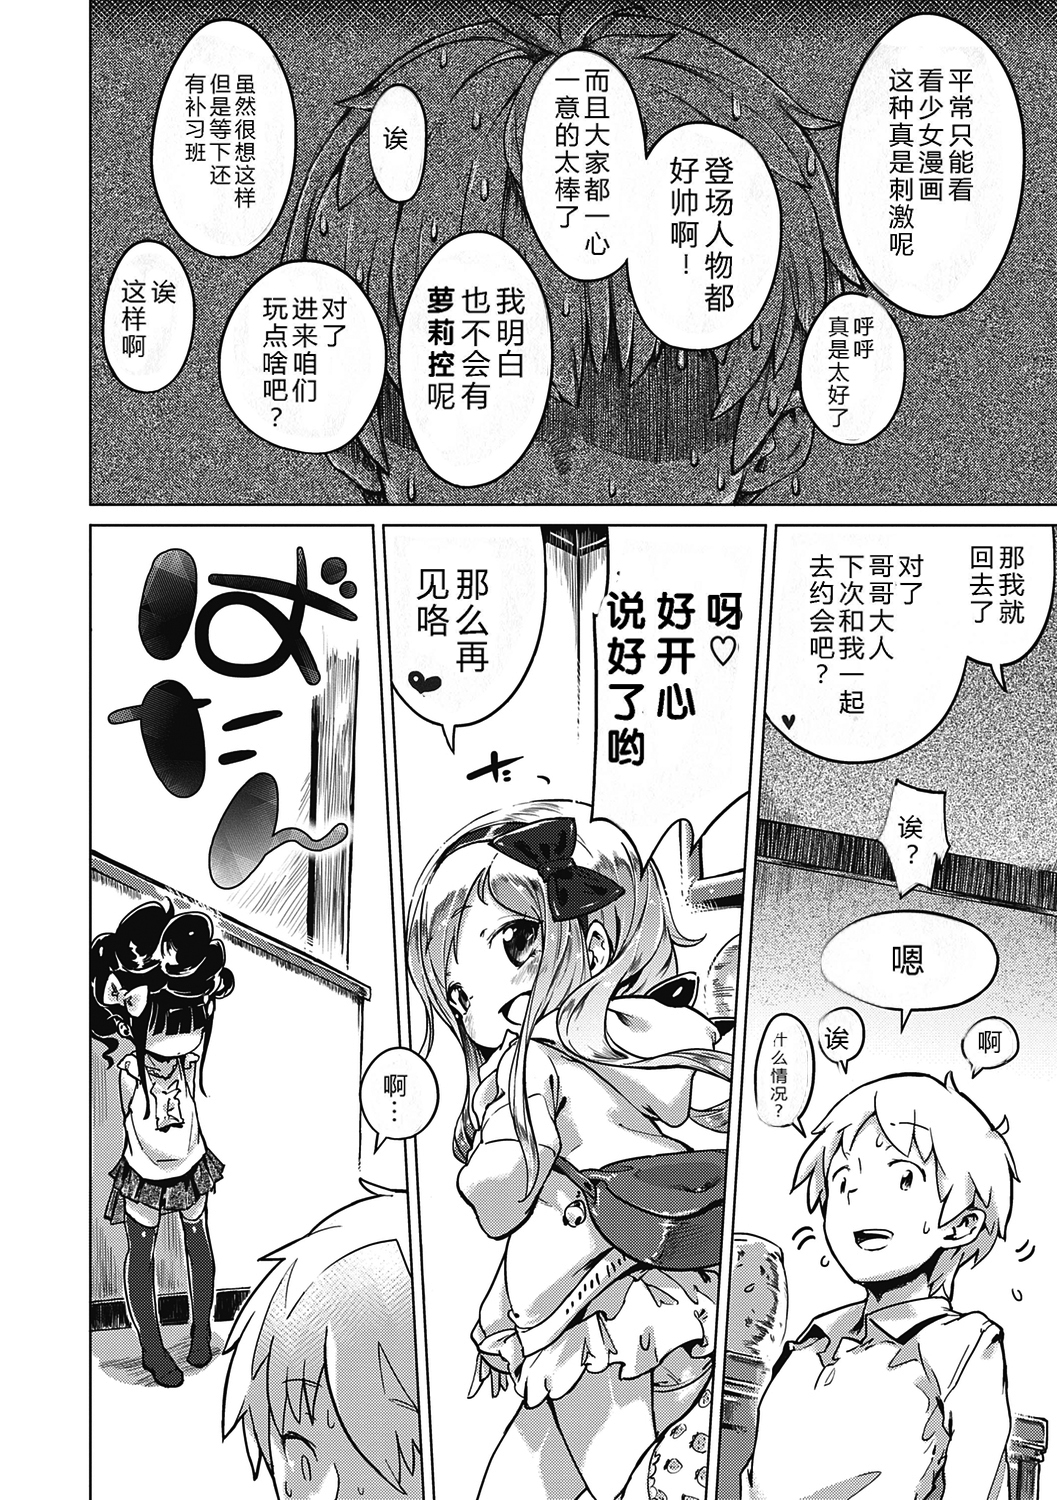 平常只能看
看少女漫画
这种真是刺激呢
呼呼
真是太好了
登场人物都
好帅啊！
而且大家都一心
一意的太棒了
我明白
也不会有
萝莉控呢
诶
对了
进来咱们
玩点啥吧？
虽然很想这样
但是等下还
有补习班
诶
这样啊
那我就
回去了
对了
哥哥大人
下次和我一起
去约会吧？
诶？
嗯
啊
诶
什么情况？
呀♡
好开心
说好了哟
那么再
见咯
ギュ
啊…